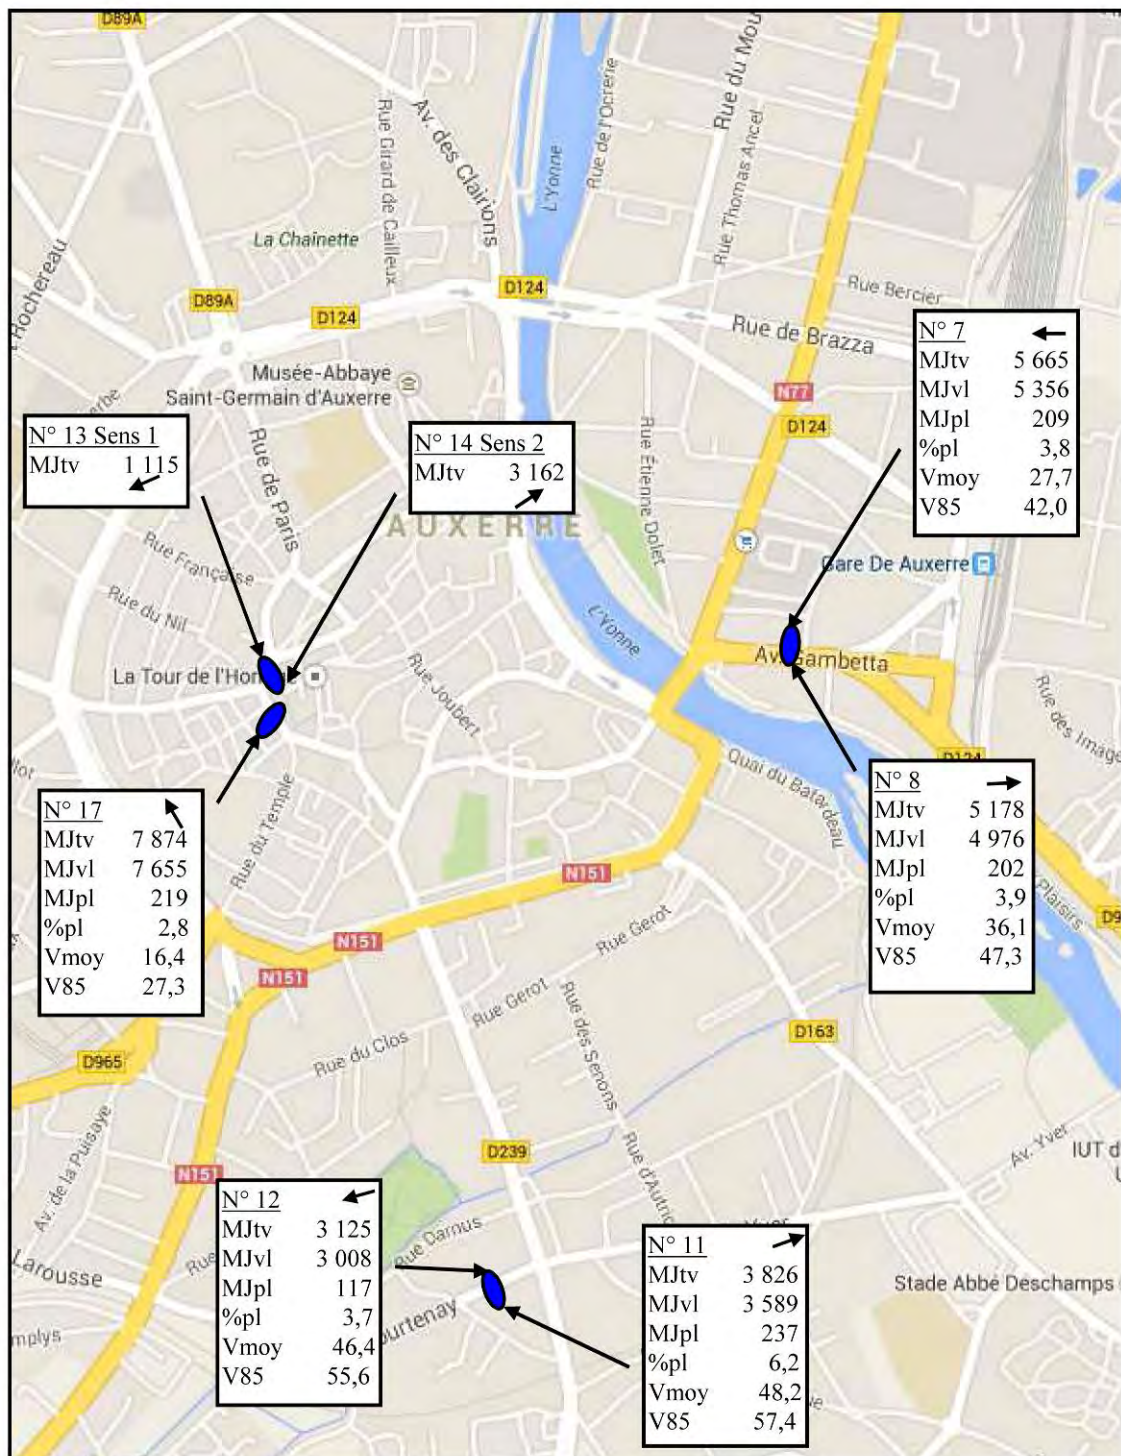 D89A
Av. des Clairions
Rue Girard de Cailleux
L'Yonne
Rue de l'Ocrerie
Rue du Mou
Rue Thomas Ancel
La Chaînette
Rochereau
D89A
D124
D124
Rue Bercier
Rue de Brazza
Musée-Abbaye
Saint-Germain d'Auxerre
N77
D124
N° 7
MJtv 5 665
MJvl 5 356
MJpl 209
%pl 3,8
Vmoy 27,7
V85 42,0
N° 13 Sens 1
MJtv 1 115
N° 14 Sens 2
MJtv 3 162
Rue de Paris
Rue Étienne Dolet
AUXERRE
Rue Française
Rue du Nil
Gare De Auxerre
L'Yonne
La Tour de l'Hor
Rue Joubert
Av. Gambetta
Rue des Image
D124
Quai du Batardeau
N° 17
MJtv 7 874
MJvl 7 655
MJpl 219
%pl 2,8
Vmoy 16,4
V85 27,3
Rue du Temple
N° 8
MJtv 5 178
MJvl 4 976
MJpl 202
%pl 3,9
Vmoy 36,1
V85 47,3
Plaisirs
D9
N151
N151
N151
Rue Gerot
Rue Gerot
Rue des Senons
Rue du Clos
D163
D965
Av. de la Puisaye
Rue d'Autric
D239
Av. Yver
IUT d
U
N151
N° 12
MJtv 3 125
MJvl 3 008
MJpl 117
%pl 3,7
Vmoy 46,4
V85 55,6
Rue Darnus
Yver
N° 11
MJtv 3 826
MJvl 3 589
MJpl 237
%pl 6,2
Vmoy 48,2
V85 57,4
Larousse
Rue
Stade Abbé Deschamps
ourtenay
mplys